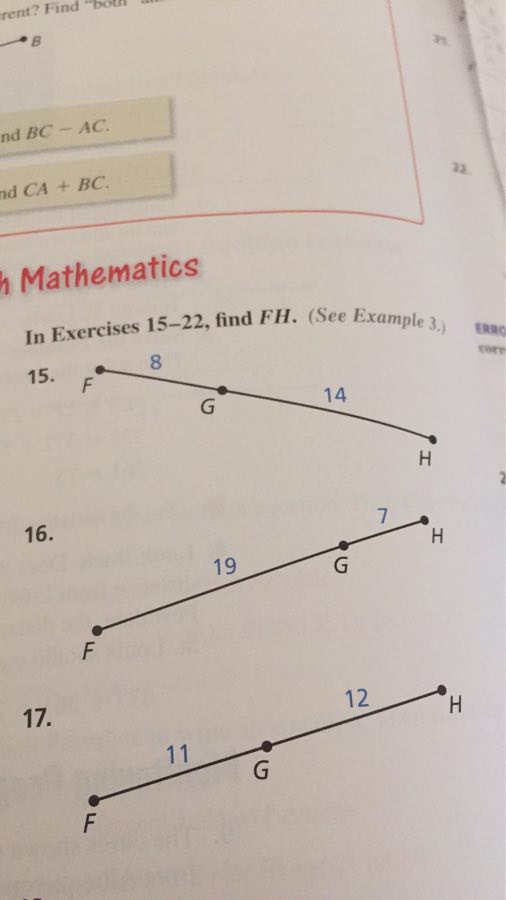 rent? Find "both
B
nd BC − AC.
nd CA + BC.
h Mathematics
In Exercises 15–22, find FH. (See Example 3.)
15.
F
8
G
14
H
16.
F
19
G
7
H
17.
F
11
G
12
H
21.
22.
ERRO
corr
2